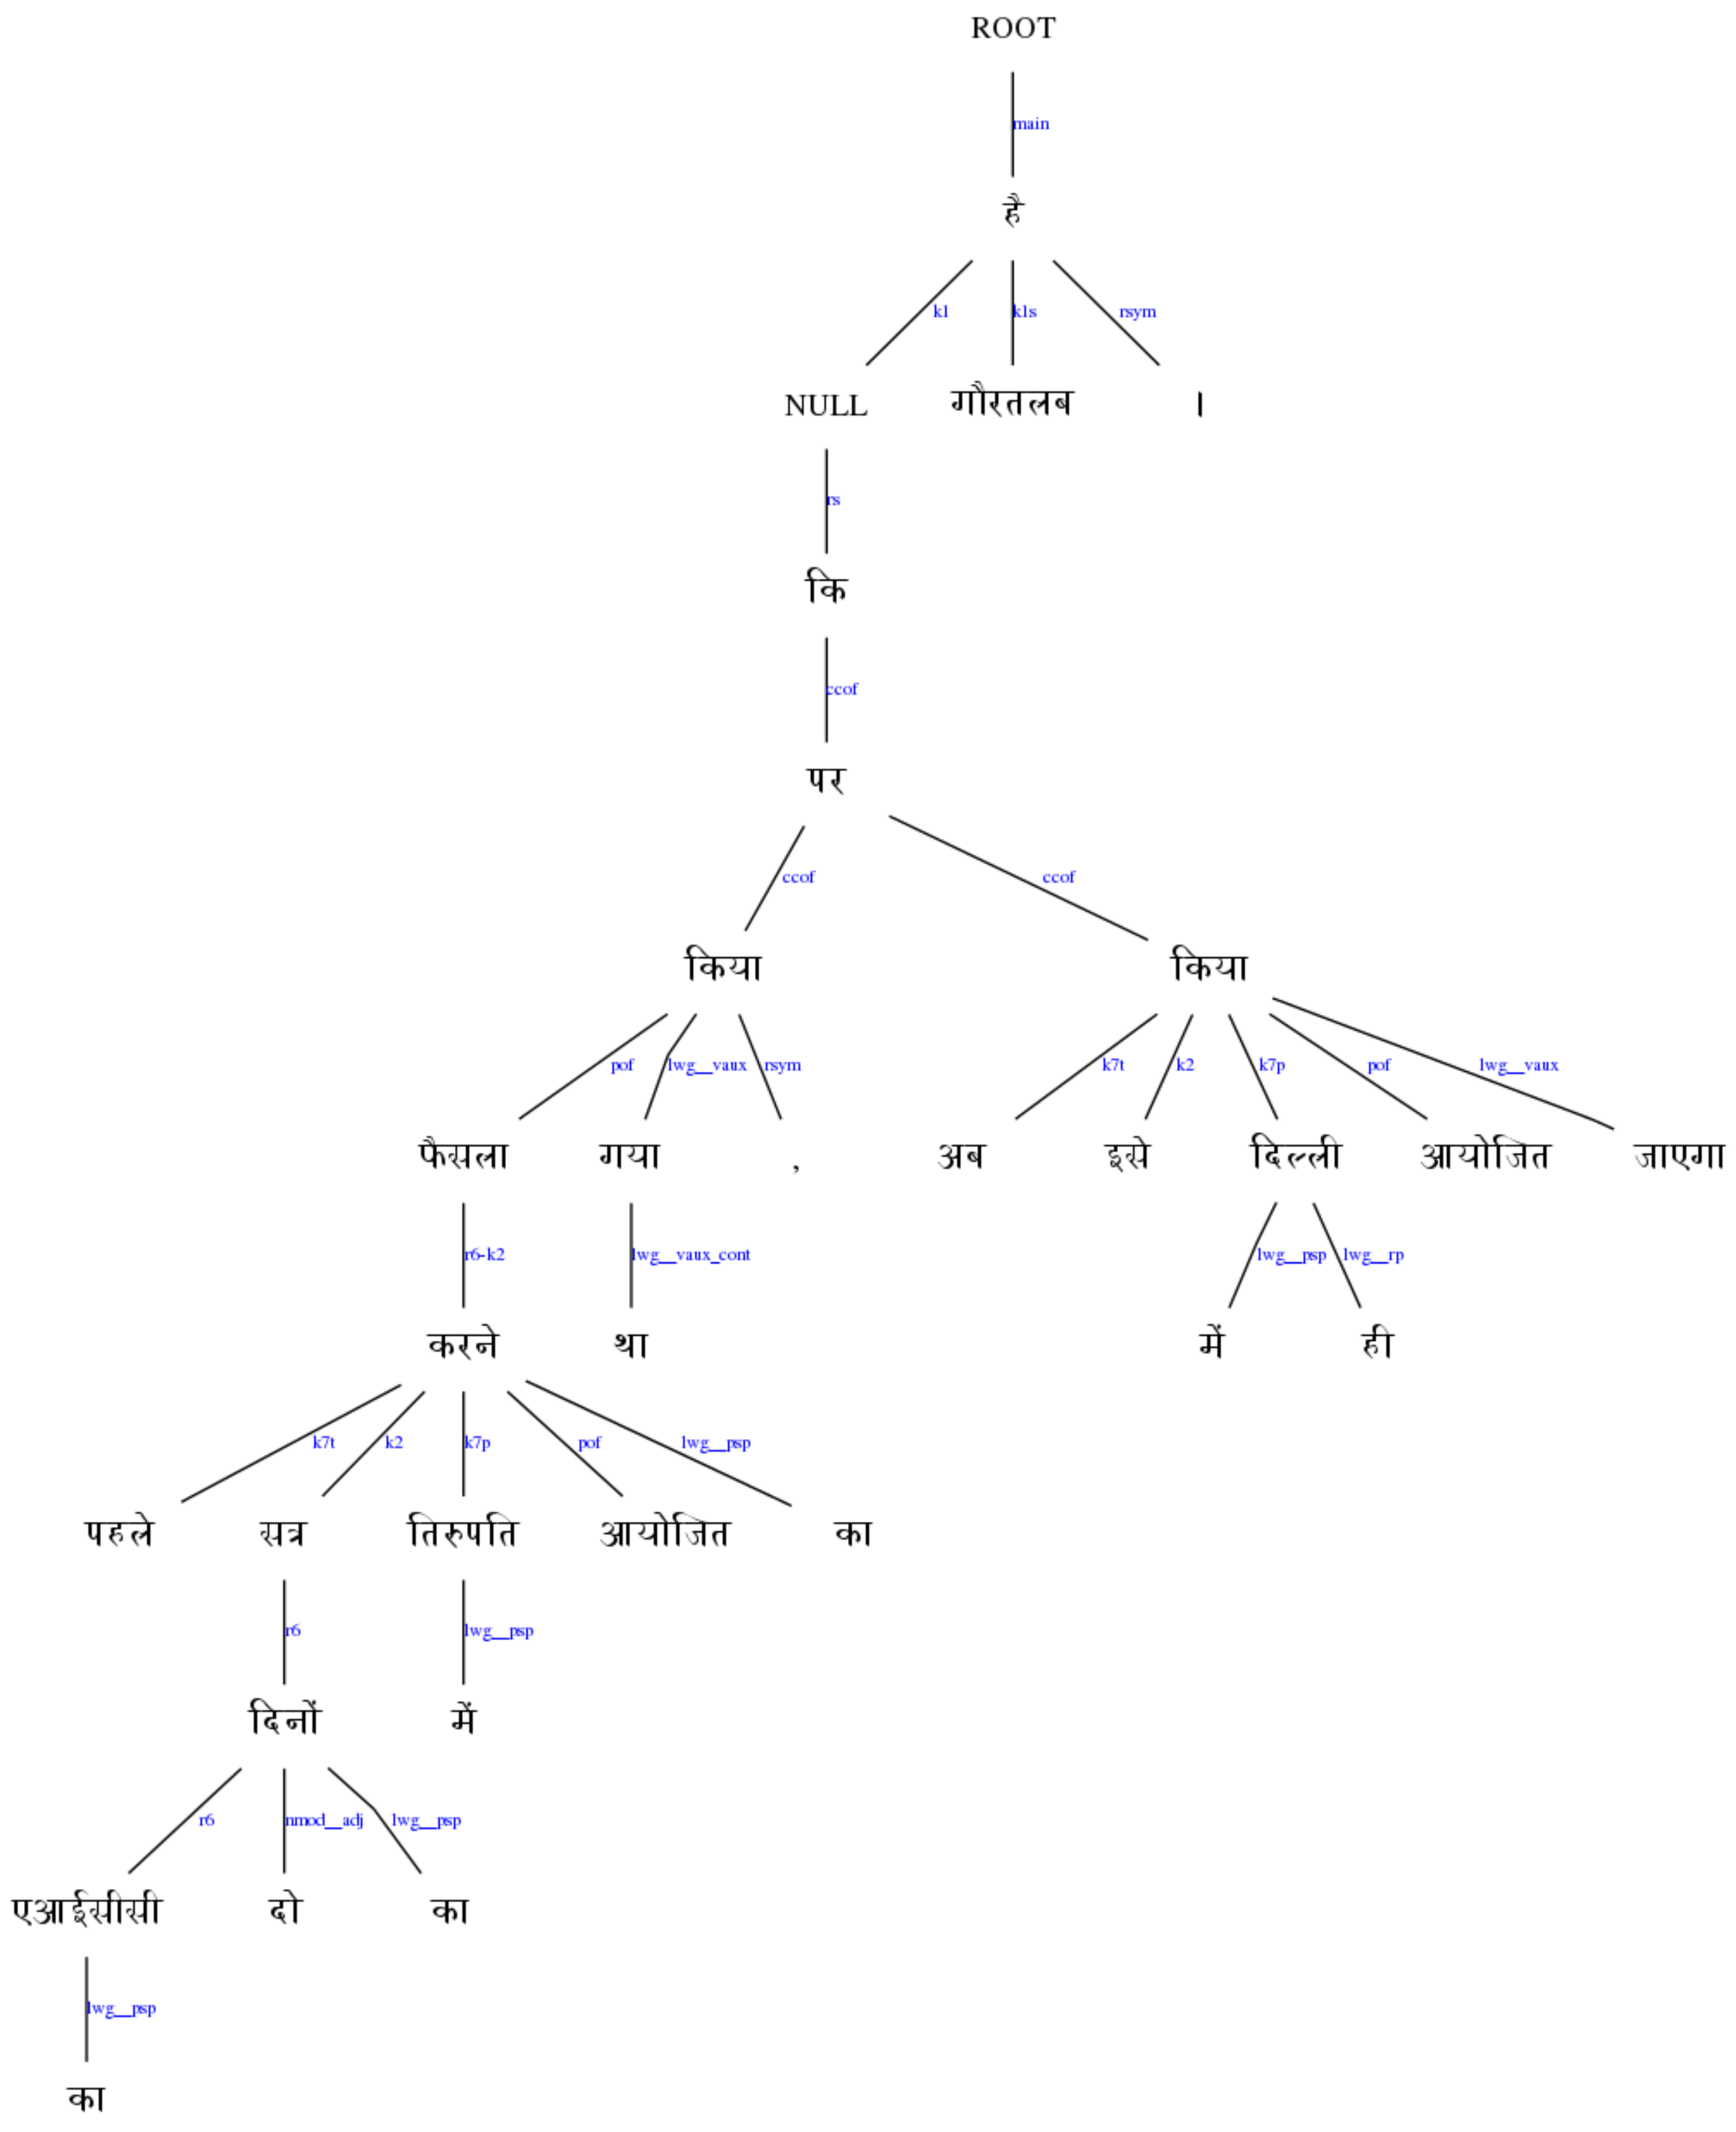 ROOT
main
है
k1 k1s rsym
NULL गौरतलब ।
rs
कि
ccof
पर
ccof ccof
किया किया
pof lwg__vaux rsym k7t k2 k7p pof lwg__vaux
फैसला गया , अब इसे दिल्ली आयोजित जाएगा
r6-k2 lwg__vaux_cont lwg__psp lwg__rp
करने था में ही
k7t k2 k7p pof lwg__psp
पहले सत्र तिरुपति आयोजित का
r6 lwg__psp
दिनों में
r6 nmod__adj lwg__psp
एआईसीसी दो का
lwg__psp
का